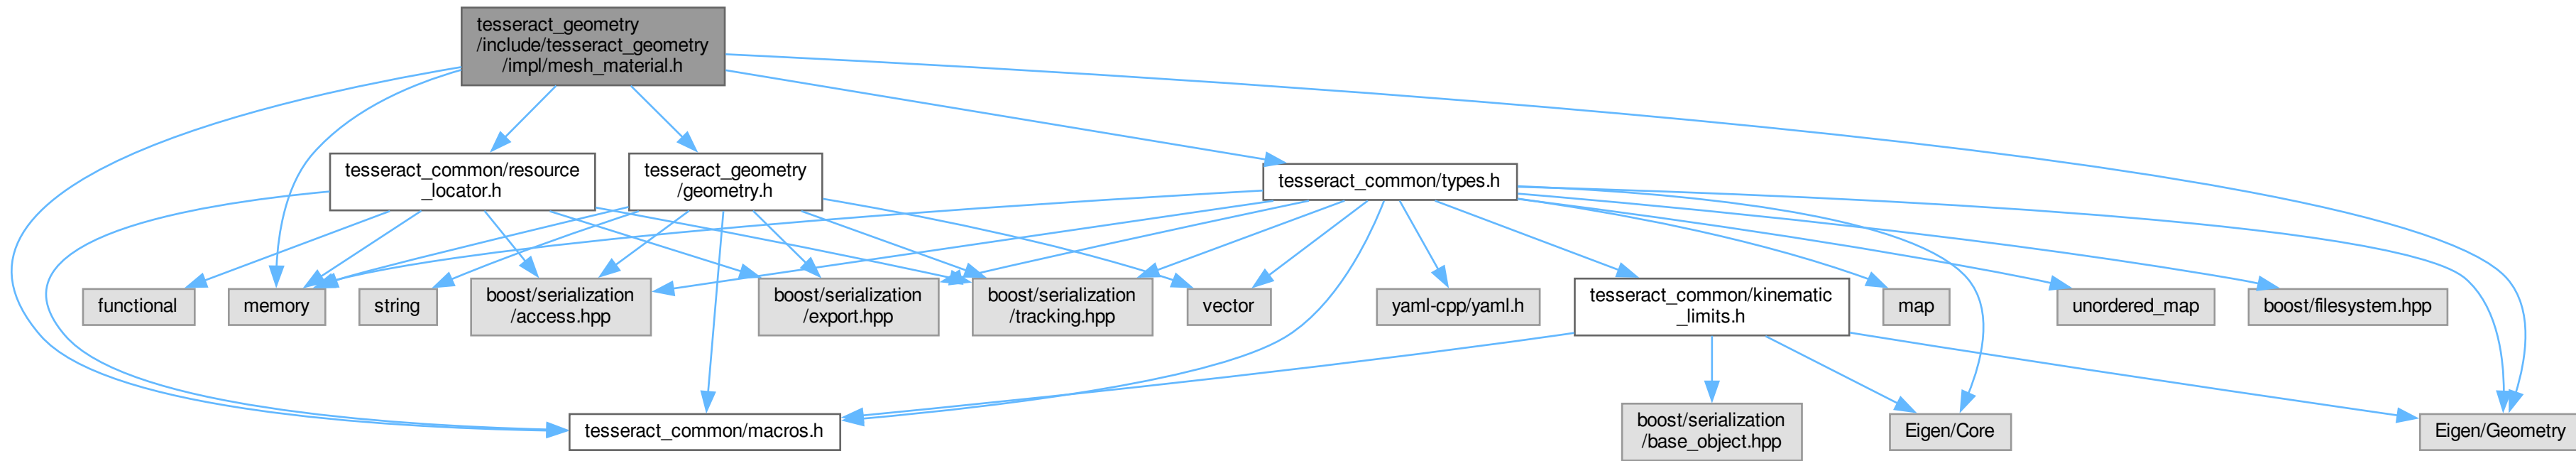 tesseract_geometry
/include/tesseract_geometry
/impl/mesh_material.h
tesseract_common/resource
_locator.h
tesseract_geometry
/geometry.h
tesseract_common/types.h
functional
memory
string
boost/serialization
/access.hpp
boost/serialization
/export.hpp
boost/serialization
/tracking.hpp
vector
yaml-cpp/yaml.h
tesseract_common/kinematic
_limits.h
map
unordered_map
boost/filesystem.hpp
tesseract_common/macros.h
boost/serialization
/base_object.hpp
Eigen/Core
Eigen/Geometry